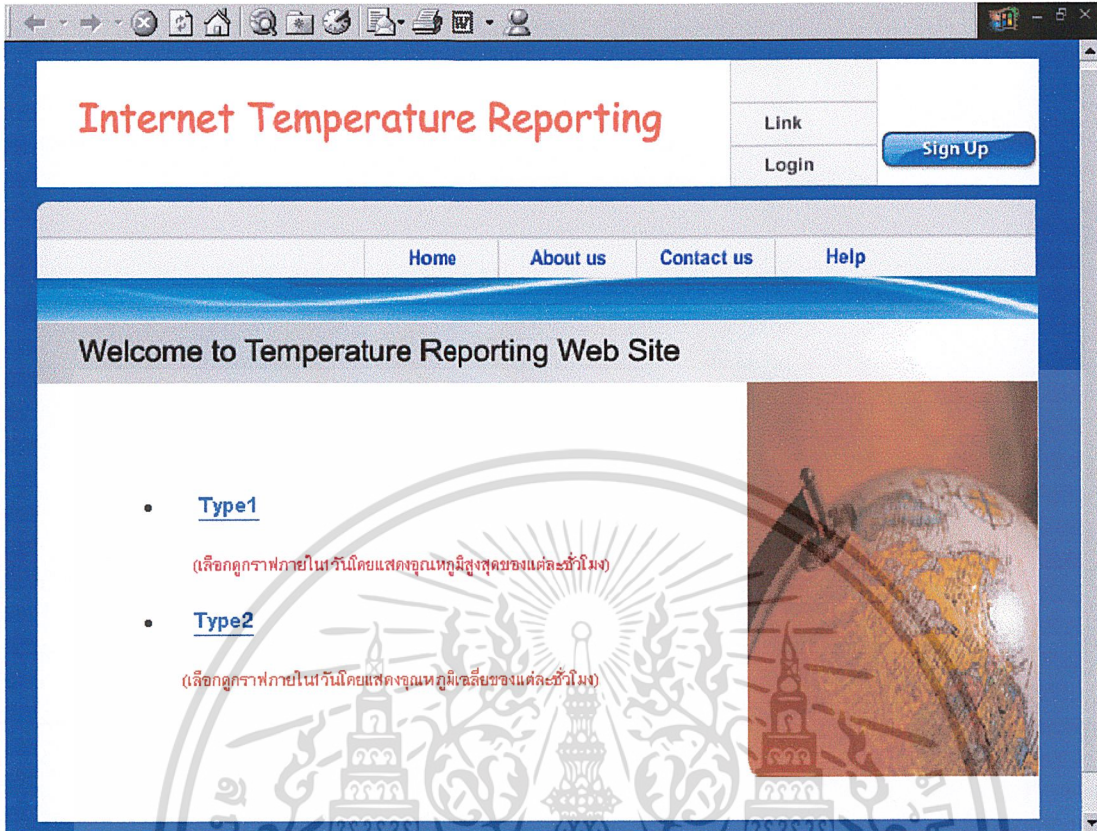 Internet Temperature Reporting
Link
Login
Sign Up
Home About us Contact us Help
Welcome to Temperature Reporting Web Site
Type1
(เลือกดูกราฟภายใน1วันโดยแสดงอุณหภูมิสูงสุดของแต่ละชั่วโมง)
Type2
(เลือกดูกราฟภายใน1วันโดยแสดงอุณหภูมิเฉลี่ยของแต่ละชั่วโมง)